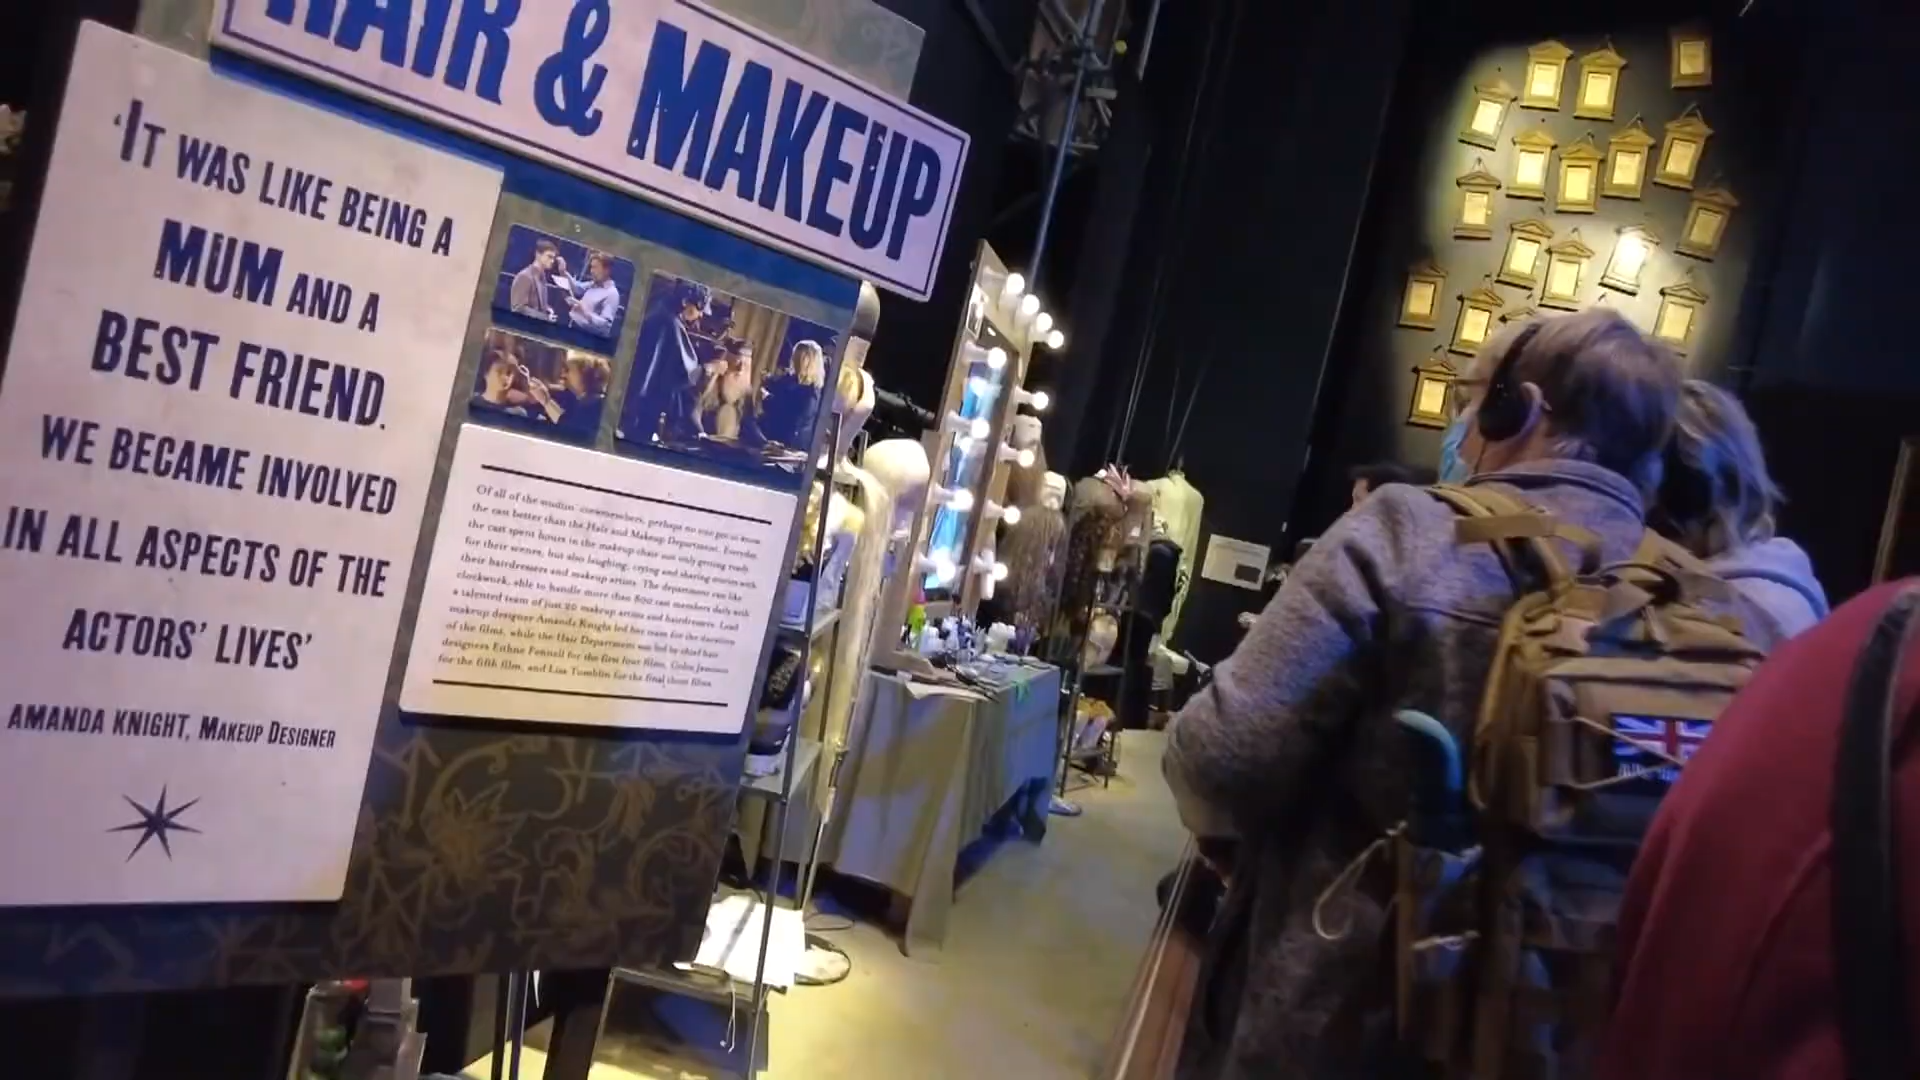 HAIR & MAKEUP
'IT WAS LIKE BEING A
MUM AND A
BEST FRIEND.
WE BECAME INVOLVED
IN ALL ASPECTS OF THE
ACTORS' LIVES'
AMANDA KNIGHT, MAKEUP DESIGNER
Of all of the studios' crewmembers, perhaps no one got to know
the cast better than the Hair and Makeup Department. Everyday,
the cast spent hours in the makeup chair not only getting ready
for their scenes, but also laughing, crying and sharing stories with
their hairdressers and makeup artists. The department ran like
clockwork, able to handle more than 800 cast members daily with
a talented team of just 20 makeup artists and hairdressers. Lead
makeup designer Amanda Knight led her team for the duration
of the films, while the Hair Department was led by chief hair
designers Eithne Fennell for the first four films, Colin Jamison
for the fifth film, and Lisa Tomblin for the final three films.